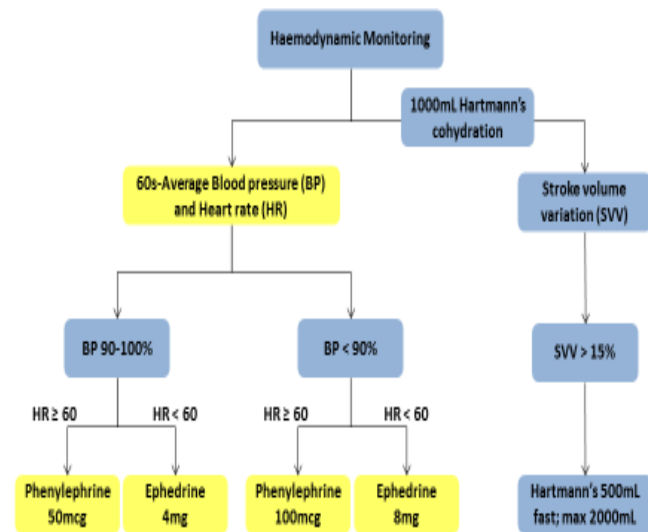 Haemodynamic Monitoring
1000mL Hartmann's
cohydration
60s-Average Blood pressure (BP)
and Heart rate (HR)
Stroke volume
variation (SVV)
BP 90-100%
BP < 90%
SVV > 15%
HR ≥ 60
HR < 60
HR ≥ 60
HR < 60
Phenylephrine
50mcg
Ephedrine
4mg
Phenylephrine
100mcg
Ephedrine
8mg
Hartmann's 500mL
fast; max 2000mL